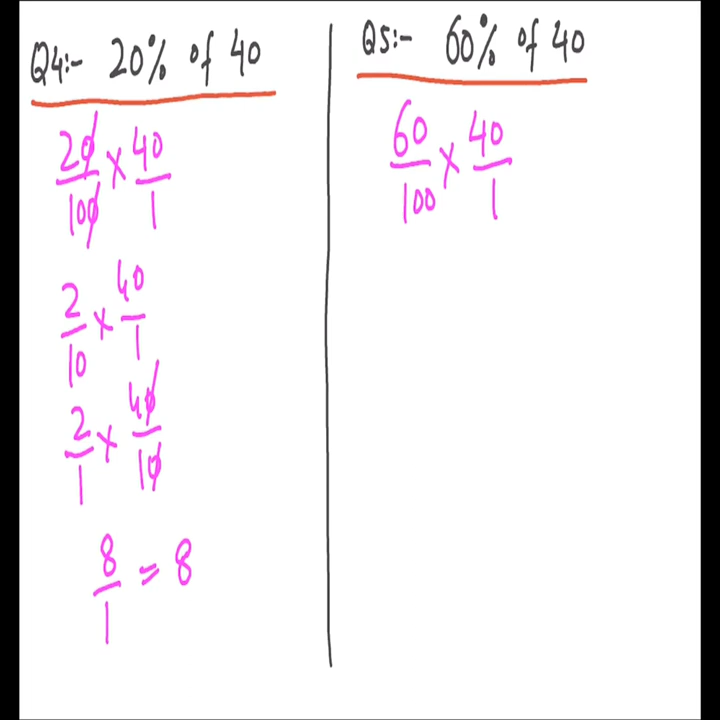 Q4:- 20% of 40
20/100 x 40/1
2/10 x 40/1
2/1 x 40/10
8/1 = 8
Q5:- 60% of 40
60/100 x 40/1